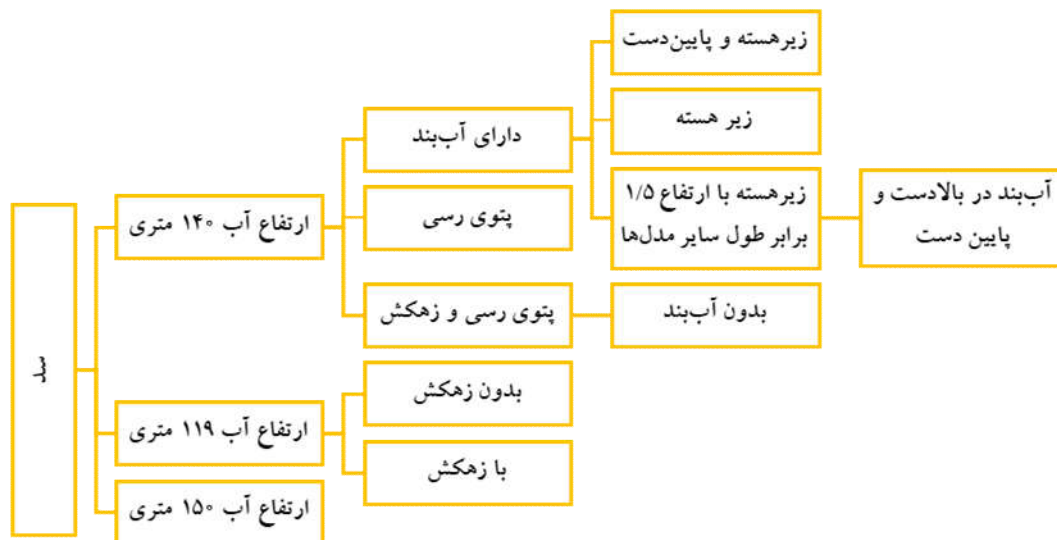 سد
ارتفاع آب ۱۴۰ متری
ارتفاع آب ۱۱۹ متری
ارتفاع آب ۱۵۰ متری
دارای آب‌بند
پتوی رسی
پتوی رسی و زهکش
بدون زهکش
با زهکش
زیرهسته و پایین‌دست
زیر هسته
زیرهسته با ارتفاع ۱/۵
برابر طول سایر مدل‌ها
بدون آب‌بند
آب‌بند در بالادست و
پایین دست